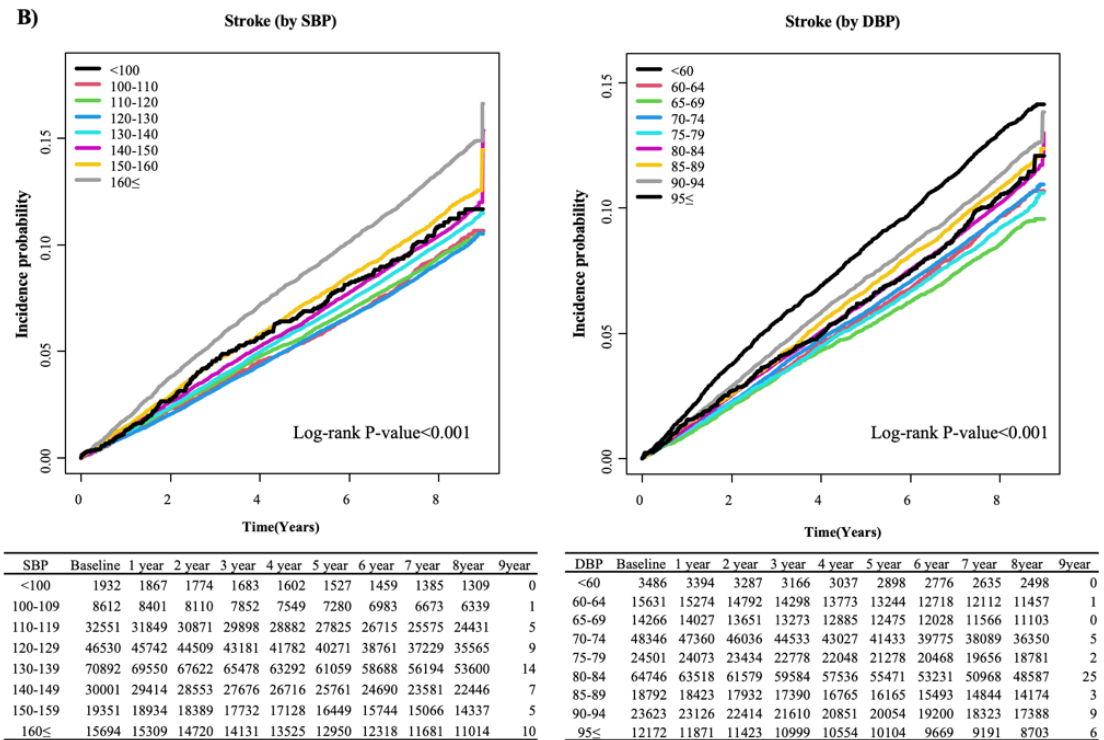 B)
Stroke (by SBP)
Incidence probability
0.15
0.10
0.05
0.00
<100
100-110
110-120
120-130
130-140
140-150
150-160
160≤
Log-rank P-value<0.001
0 2 4 6 8
Time(Years)
Stroke (by DBP)
Incidence probability
0.15
0.10
0.05
0.00
<60
60-64
65-69
70-74
75-79
80-84
85-89
90-94
95≤
Log-rank P-value<0.001
0 2 4 6 8
Time(Years)
SBP Baseline 1 year 2 year 3 year 4 year 5 year 6 year 7 year 8year 9year
<100 1932 1867 1774 1683 1602 1527 1459 1385 1309 0
100-109 8612 8401 8110 7852 7549 7280 6983 6673 6339 1
110-119 32551 31849 30871 29898 28882 27825 26715 25575 24431 5
120-129 46530 45742 44509 43181 41782 40271 38761 37229 35565 9
130-139 70892 69550 67622 65478 63292 61059 58688 56194 53600 14
140-149 30001 29414 28553 27676 26716 25761 24690 23581 22446 7
150-159 19351 18934 18389 17732 17128 16449 15744 15066 14337 5
160≤ 15694 15309 14720 14131 13525 12950 12318 11681 11014 10
DBP Baseline 1 year 2 year 3 year 4 year 5 year 6 year 7 year 8year 9year
<60 3486 3394 3287 3166 3037 2898 2776 2635 2498 0
60-64 15631 15274 14792 14298 13773 13244 12718 12112 11457 1
65-69 14266 14027 13651 13273 12885 12475 12028 11566 11103 0
70-74 48346 47360 46036 44533 43027 41433 39775 38089 36350 5
75-79 24501 24073 23434 22778 22048 21278 20468 19656 18781 2
80-84 64746 63518 61579 59584 57536 55471 53231 50968 48587 25
85-89 18792 18423 17932 17390 16765 16165 15493 14844 14174 3
90-94 23623 23126 22414 21610 20851 20054 19200 18323 17388 9
95≤ 12172 11871 11423 10999 10554 10104 9669 9191 8703 6